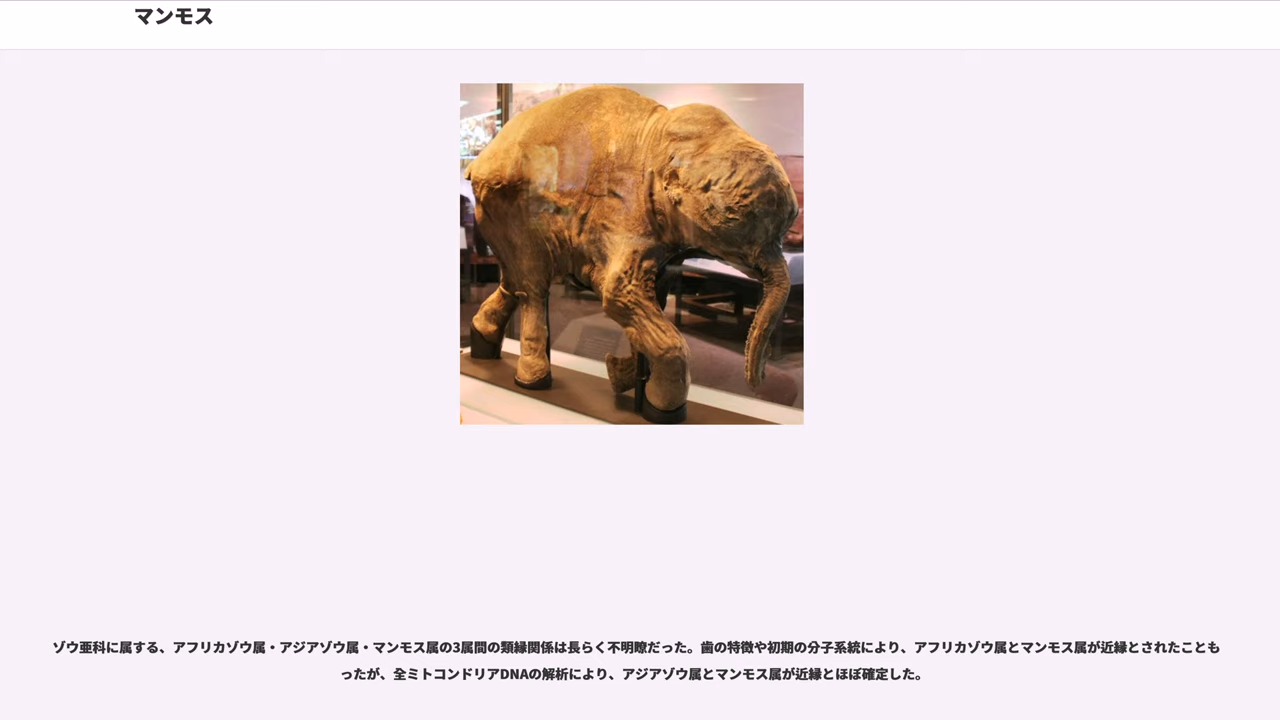 マンモス
ゾウ亜科に属する、アフリカゾウ属・アジアゾウ属・マンモス属の3属間の類縁関係は長らく不明瞭だった。歯の特徴や初期の分子系統により、アフリカゾウ属とマンモス属が近縁とされたことも
ったが、全ミトコンドリアDNAの解析により、アジアゾウ属とマンモス属が近縁とほぼ確定した。